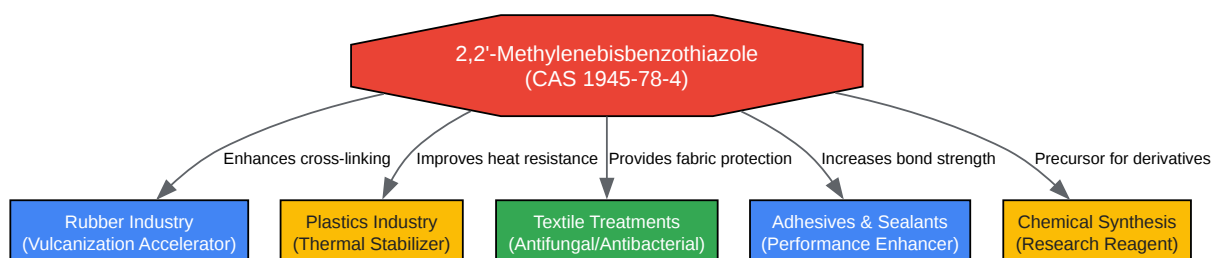 2,2'-Methylenebisbenzothiazole
(CAS 1945-78-4)
Enhances cross-linking
Improves heat resistance
Provides fabric protection
Increases bond strength
Precursor for derivatives
Rubber Industry
(Vulcanization Accelerator)
Plastics Industry
(Thermal Stabilizer)
Textile Treatments
(Antifungal/Antibacterial)
Adhesives & Sealants
(Performance Enhancer)
Chemical Synthesis
(Research Reagent)